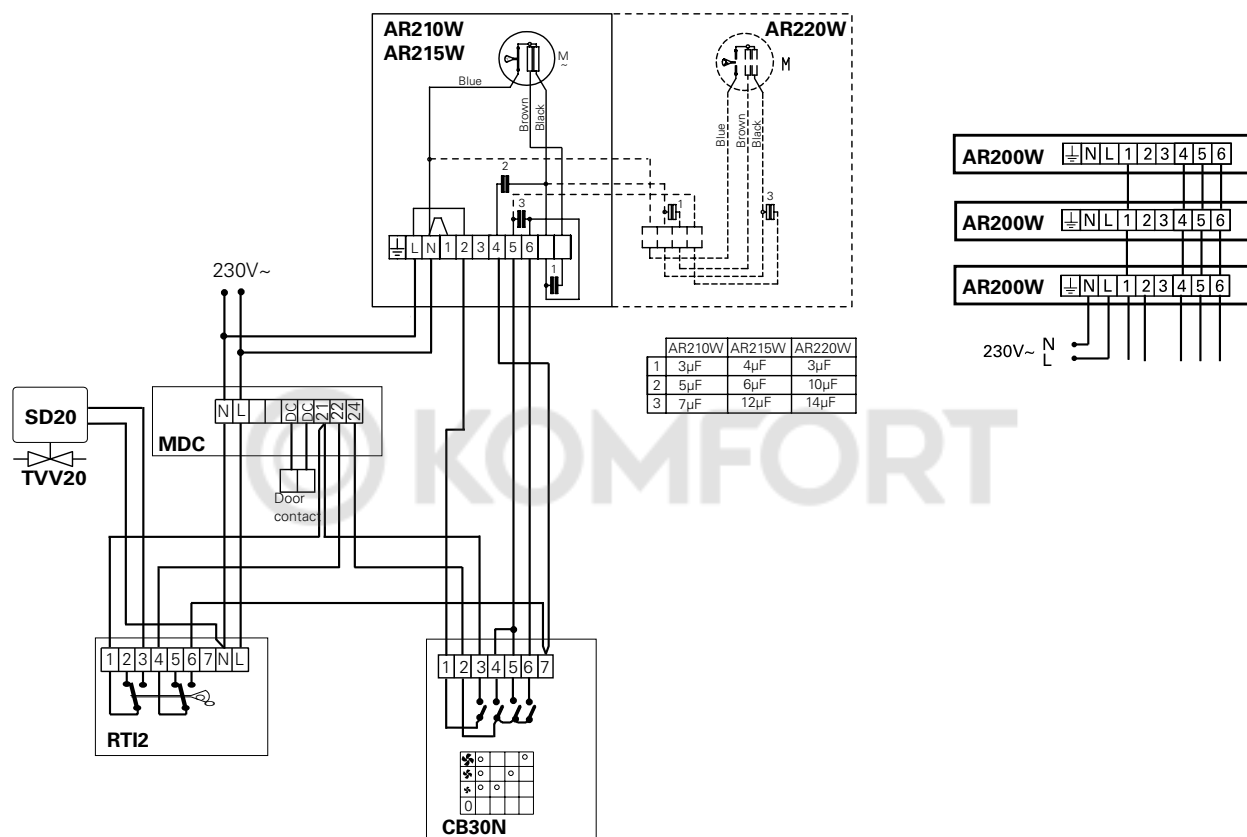 AR210W
AR215W
AR220W
M
~
M
Blue
Brown
Black
Blue
Brown
Black
2
3
1
1
3
L N 1 2 3 4 5 6
230V~
AR200W N L 1 2 3 4 5 6
AR200W N L 1 2 3 4 5 6
AR200W N L 1 2 3 4 5 6
230V~ N
L
AR210W AR215W AR220W
1 3µF 4µF 3µF
2 5µF 6µF 10µF
3 7µF 12µF 14µF
SD20
TVV20
N L DC DC 21 22 24
MDC
Door
contact
© KOMFORT
1 2 3 4 5 6 7 N L
RTI2
1 2 3 4 5 6 7
0
CB30N